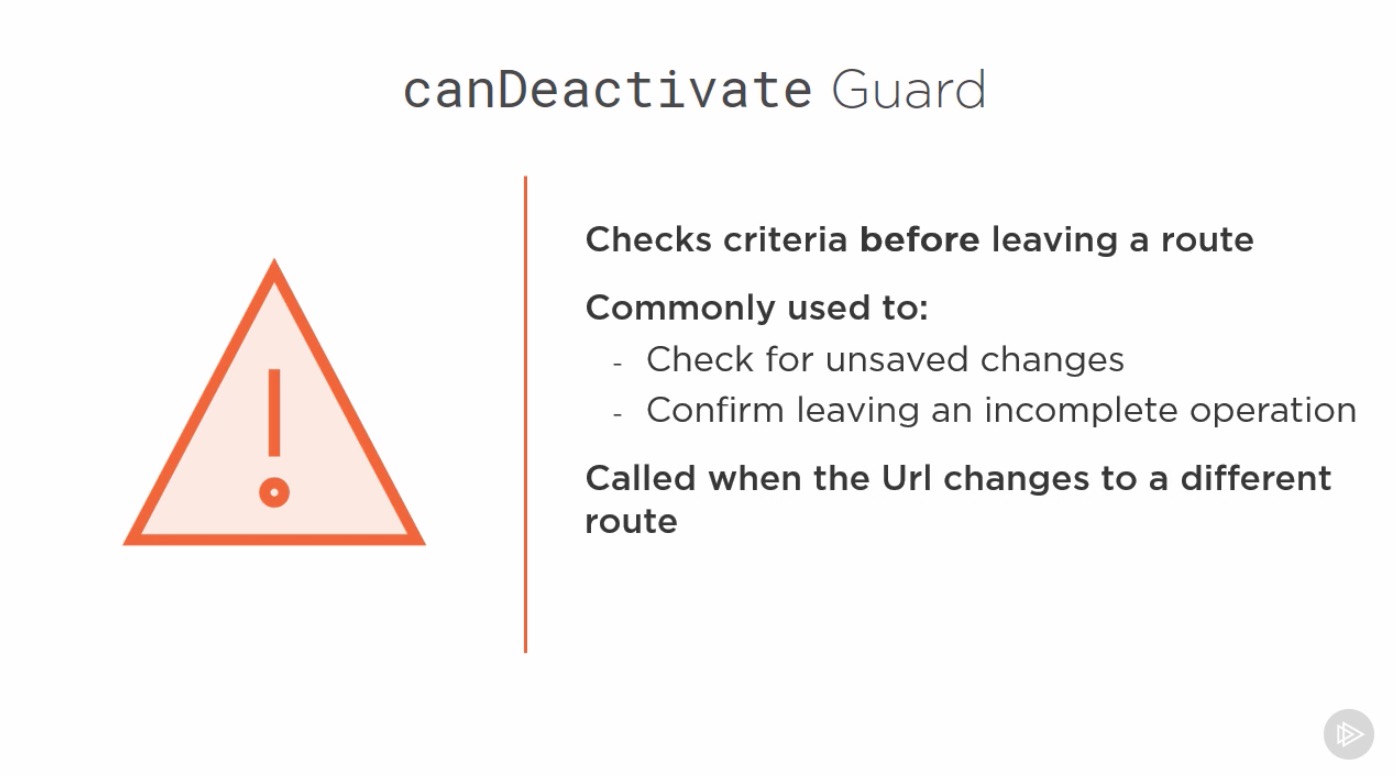 canDeactivate Guard
Checks criteria before leaving a route
Commonly used to:
- Check for unsaved changes
- Confirm leaving an incomplete operation
Called when the Url changes to a different
route